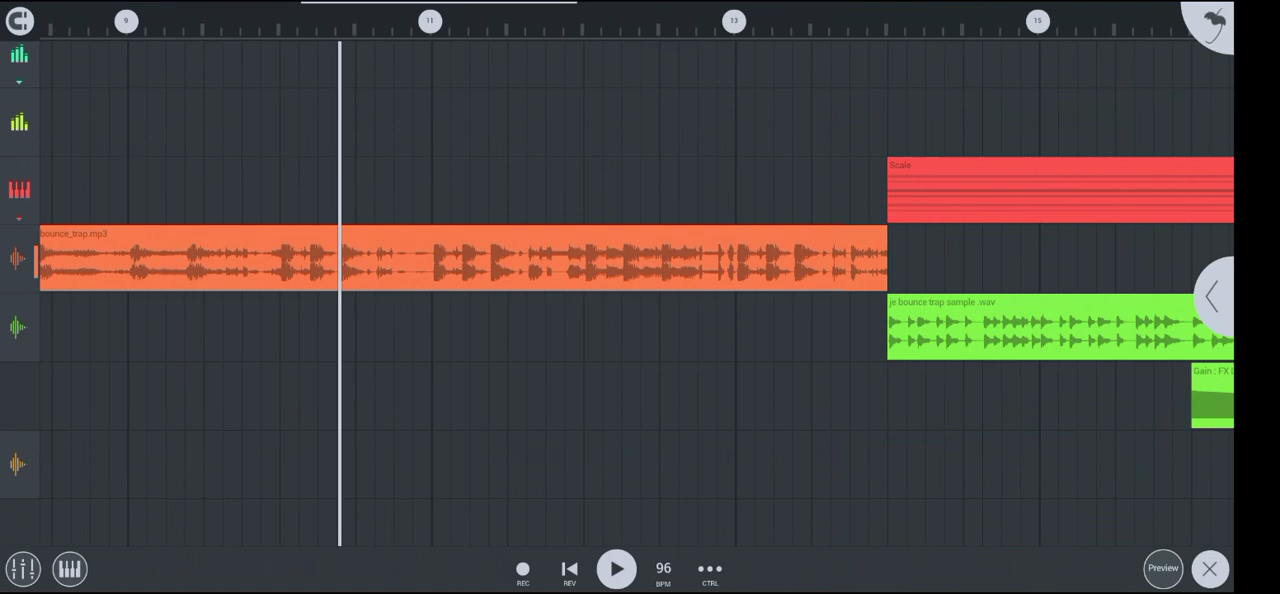 9
11
13
15
Scale
bounce_trap.mp3
je bounce trap sample .wav
Gain : FX L
REC
REV
96
BPM
CTRL
Preview